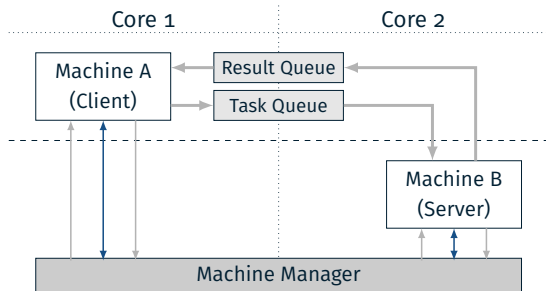 Core 1
Core 2
Machine A
(Client)
Result Queue
Task Queue
Machine B
(Server)
Machine Manager